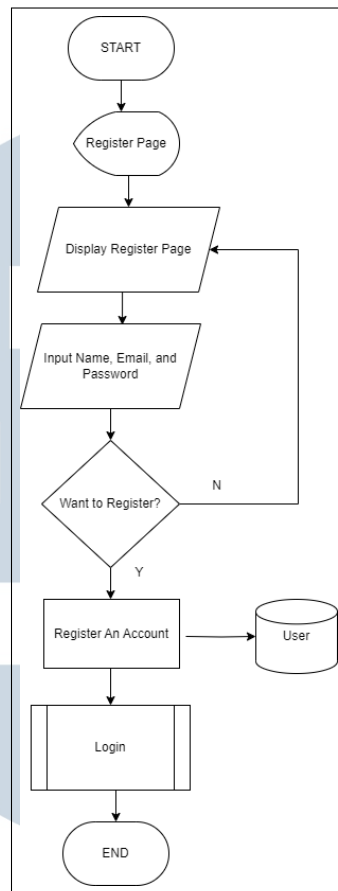 START
Register Page
Display Register Page
Input Name, Email, and
Password
Want to Register?
N
Y
Register An Account
User
Login
END